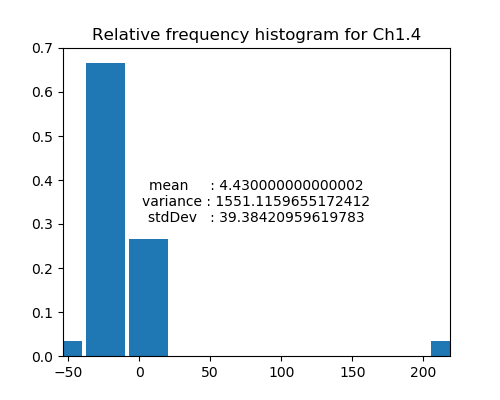 Relative frequency histogram for Ch1.4
0.7
0.6
0.5
0.4
0.3
0.2
0.1
0.0
mean : 4.430000000000002
variance : 1551.1159655172412
stdDev : 39.38420959619783
−50 0 50 100 150 200